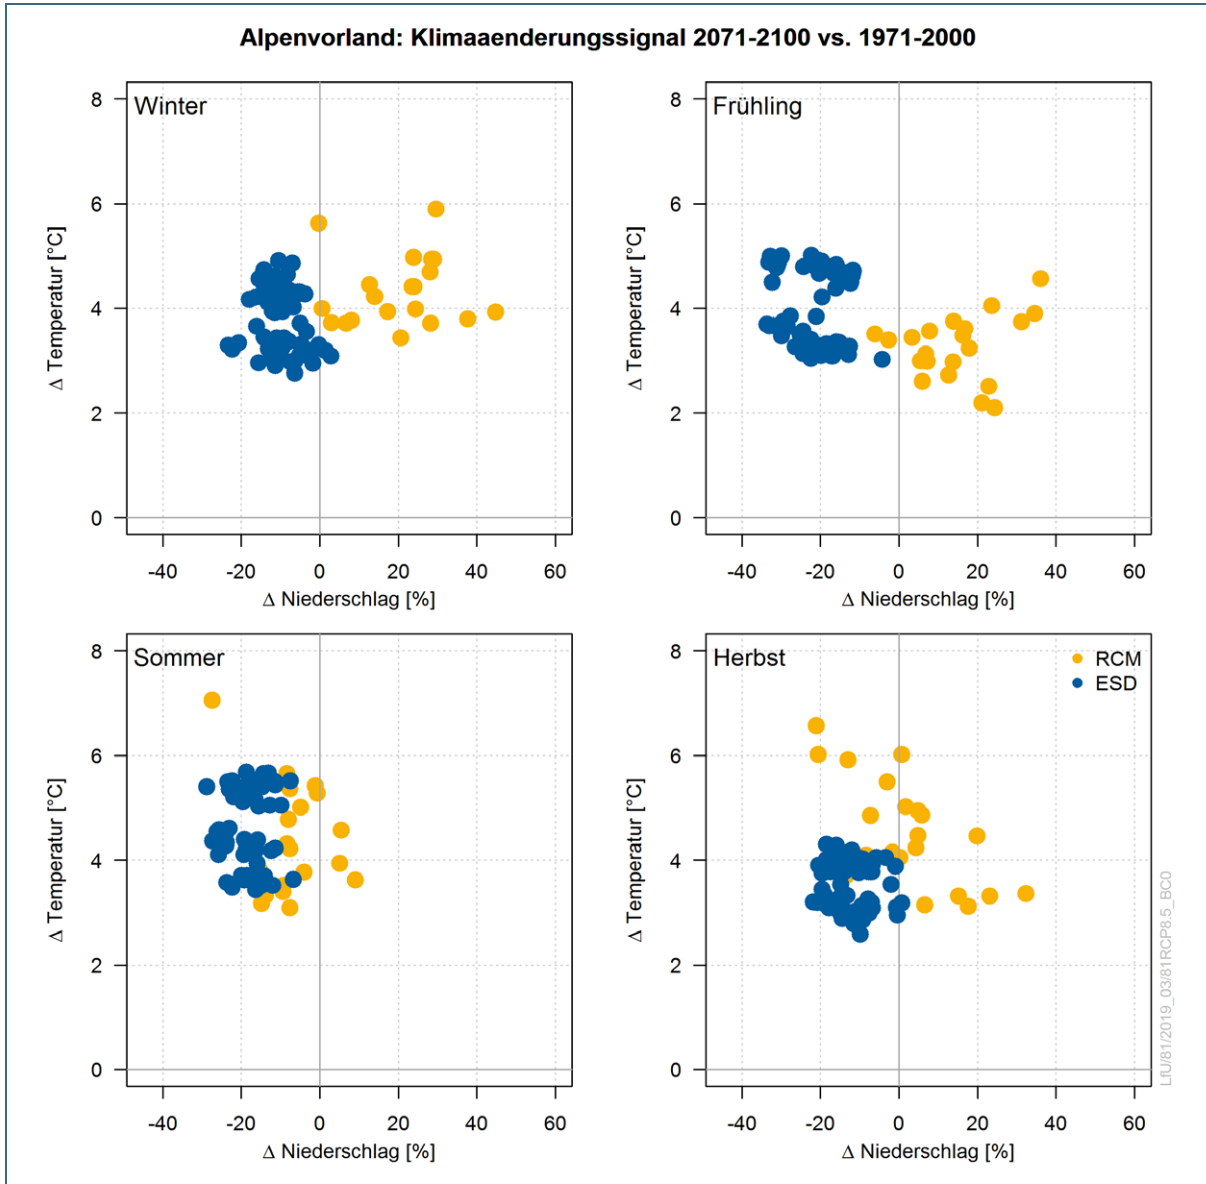 Alpenvorland: Klimaaenderungssignal 2071-2100 vs. 1971-2000
Winter
8
6
4
2
0
Δ Temperatur [°C]
-40 -20 0 20 40 60
Δ Niederschlag [%]
Frühling
8
6
4
2
0
Δ Temperatur [°C]
-40 -20 0 20 40 60
Δ Niederschlag [%]
Sommer
8
6
4
2
0
Δ Temperatur [°C]
-40 -20 0 20 40 60
Δ Niederschlag [%]
Herbst
RCM
ESD
8
6
4
2
0
Δ Temperatur [°C]
-40 -20 0 20 40 60
Δ Niederschlag [%]
LfU/81/2019_03/81RCP8.5_BC0